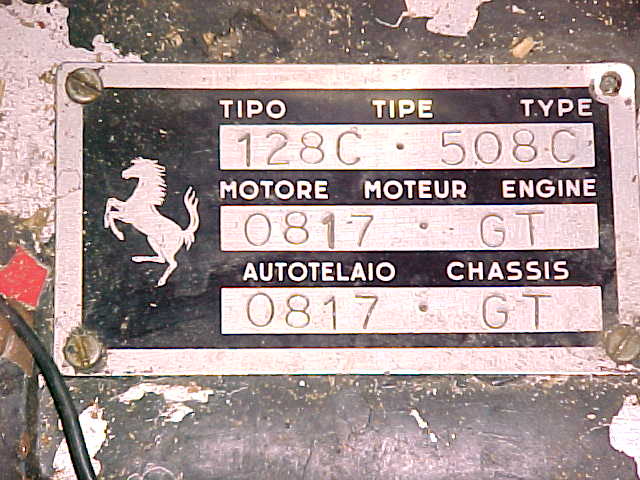 TIPO TIPE TYPE
128C · 508C
MOTORE MOTEUR ENGINE
0817 · GT
AUTOTELAIO CHASSIS
0817 · GT